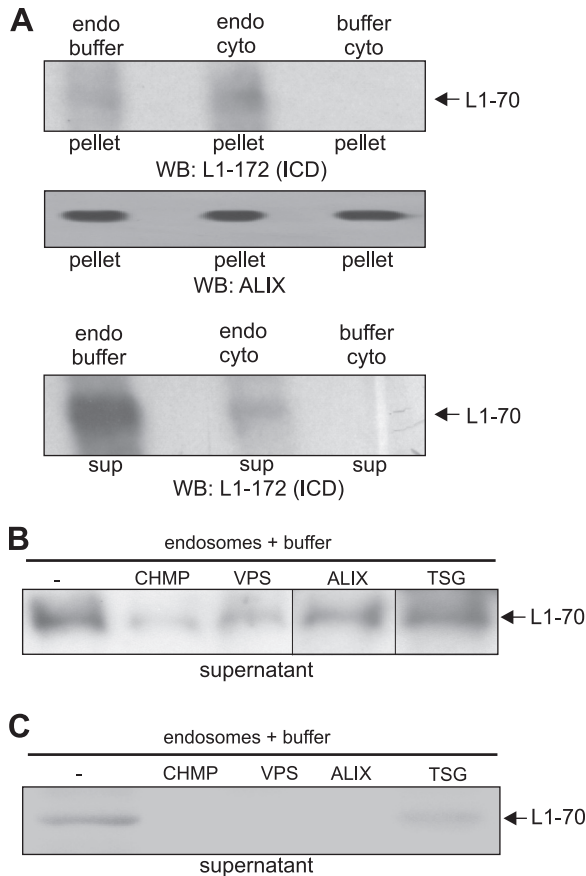 A
endo endo buffer
buffer cyto cyto
← L1-70
pellet pellet pellet
WB: L1-172 (ICD)
pellet pellet pellet
WB: ALIX
endo endo buffer
buffer cyto cyto
← L1-70
sup sup sup
WB: L1-172 (ICD)
B
endosomes + buffer
- CHMP VPS ALIX TSG
← L1-70
supernatant
C
endosomes + buffer
- CHMP VPS ALIX TSG
← L1-70
supernatant